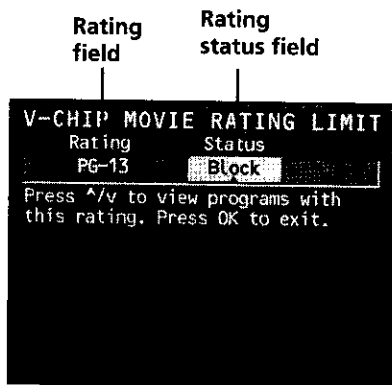 Rating field
Rating status field
V-CHIP MOVIE RATING LIMIT
Rating Status
PG-13 Block
Press ^/v to view programs with
this rating. Press OK to exit.